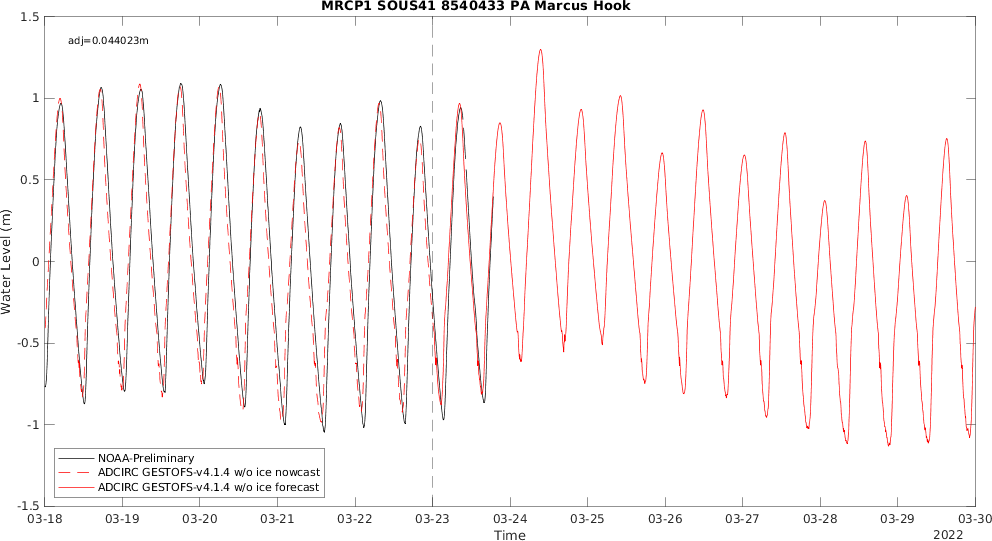 MRCP1 SOUS41 8540433 PA Marcus Hook
adj=0.044023m
1.5
1
0.5
0
-0.5
-1
-1.5
Water Level (m)
NOAA-Preliminary
ADCIRC GESTOFS-v4.1.4 w/o ice nowcast
ADCIRC GESTOFS-v4.1.4 w/o ice forecast
03-18 03-19 03-20 03-21 03-22 03-23 03-24 03-25 03-26 03-27 03-28 03-29 03-30
Time
2022